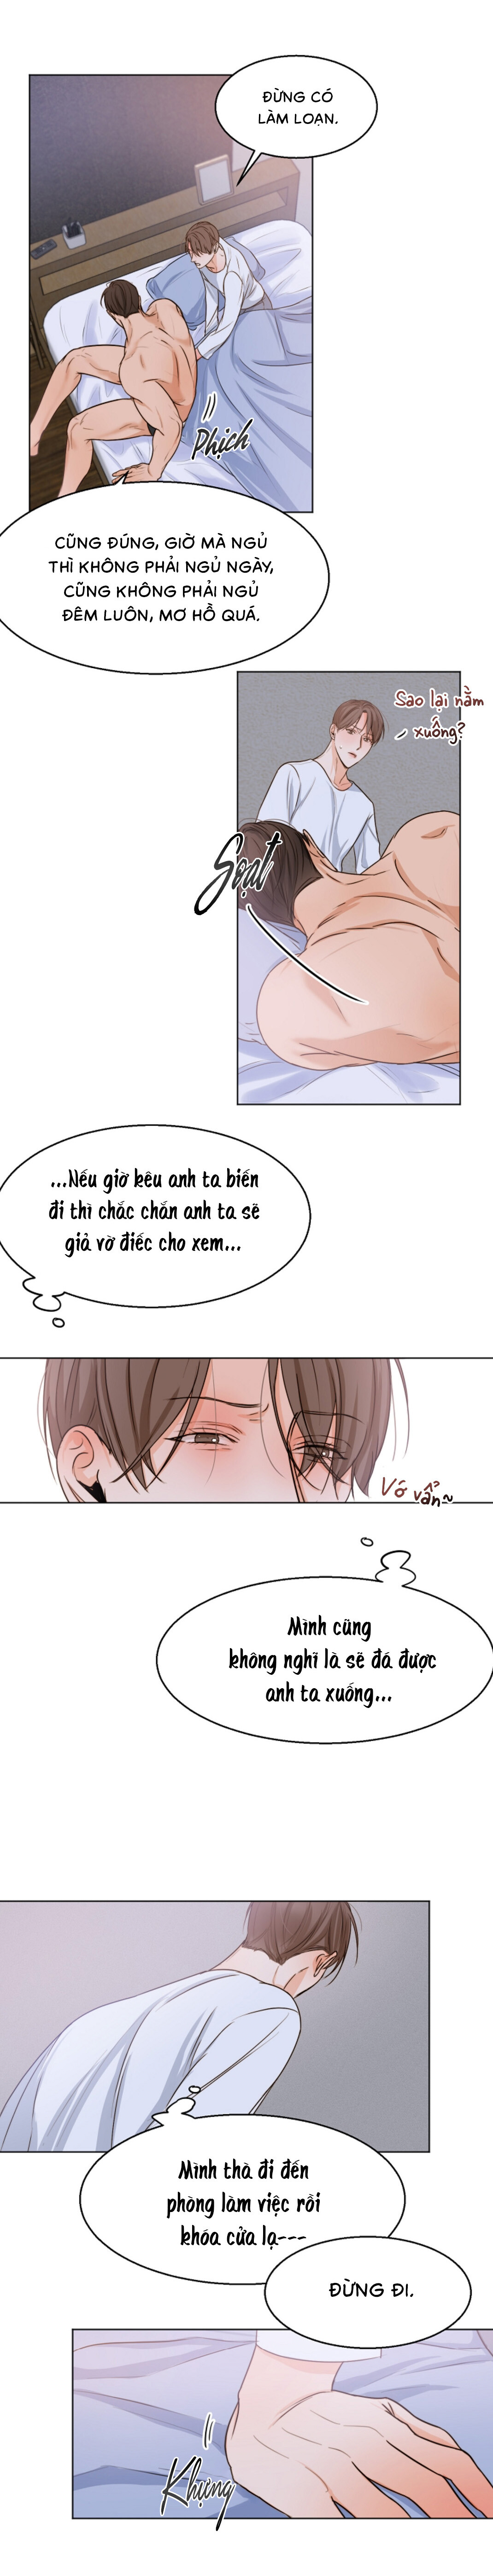 ĐỪNG CÓ
LÀM LOẠN.
Phịch
CŨNG ĐÚNG, GIỜ MÀ NGỦ
THÌ KHÔNG PHẢI NGỦ NGÀY,
CŨNG KHÔNG PHẢI NGỦ
ĐÊM LUÔN, MƠ HỒ QUÁ.
Sao lại nằm
xuống?
Soạt
...Nếu giờ kêu anh ta biến
đi thì chắc chắn anh ta sẽ
giả vờ điếc cho xem...
Vớ vẩn~
Mình cũng
không nghĩ là sẽ đá được
anh ta xuống...
Mình thà đi đến
phòng làm việc rồi
khóa cửa lạ---
ĐỪNG ĐI.
Khựng